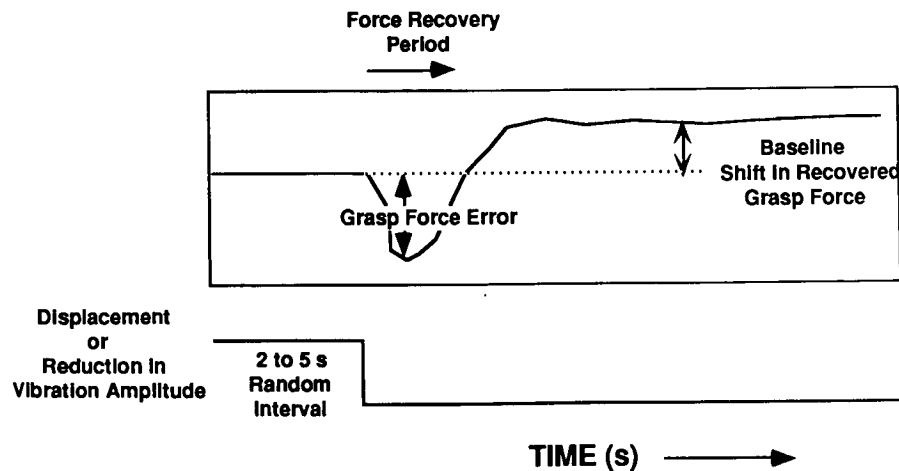 Force Recovery
Period
Grasp Force Error
Baseline
Shift in Recovered
Grasp Force
Displacement
or
Reduction in
Vibration Amplitude
2 to 5 s
Random
Interval
TIME (s)